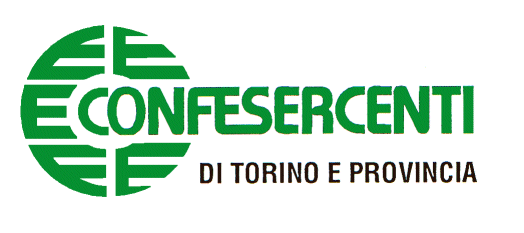 CONFESERCENTI
DI TORINO E PROVINCIA